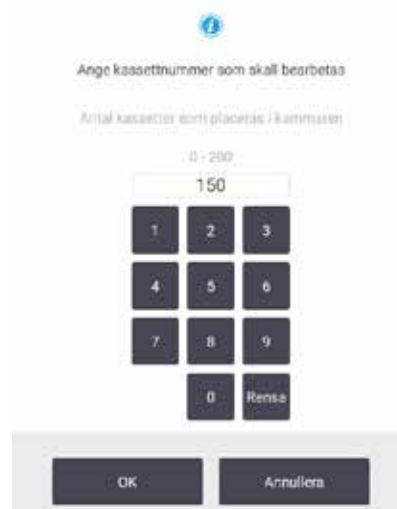 Ange kassettnummer som skall bearbetas
Antal kassetter som placeras i kammaren
0 - 200
150
1 2 3
4 5 6
7 8 9
0 Rensa
OK Annullera